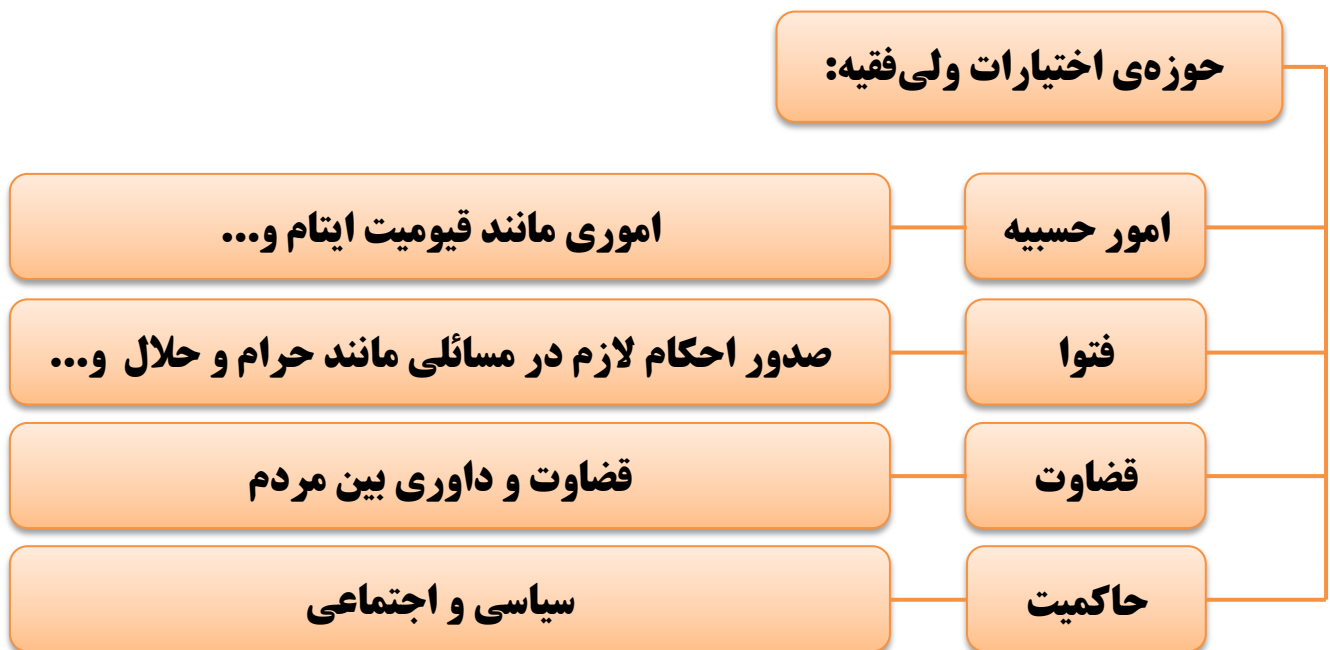 حوزه‌ی اختیارات ولی‌فقیه:
امور حسبیه
اموری مانند قیومیت ایتام و...
فتوا
صدور احکام لازم در مسائلی مانند حرام و حلال و...
قضاوت
قضاوت و داوری بین مردم
حاکمیت
سیاسی و اجتماعی